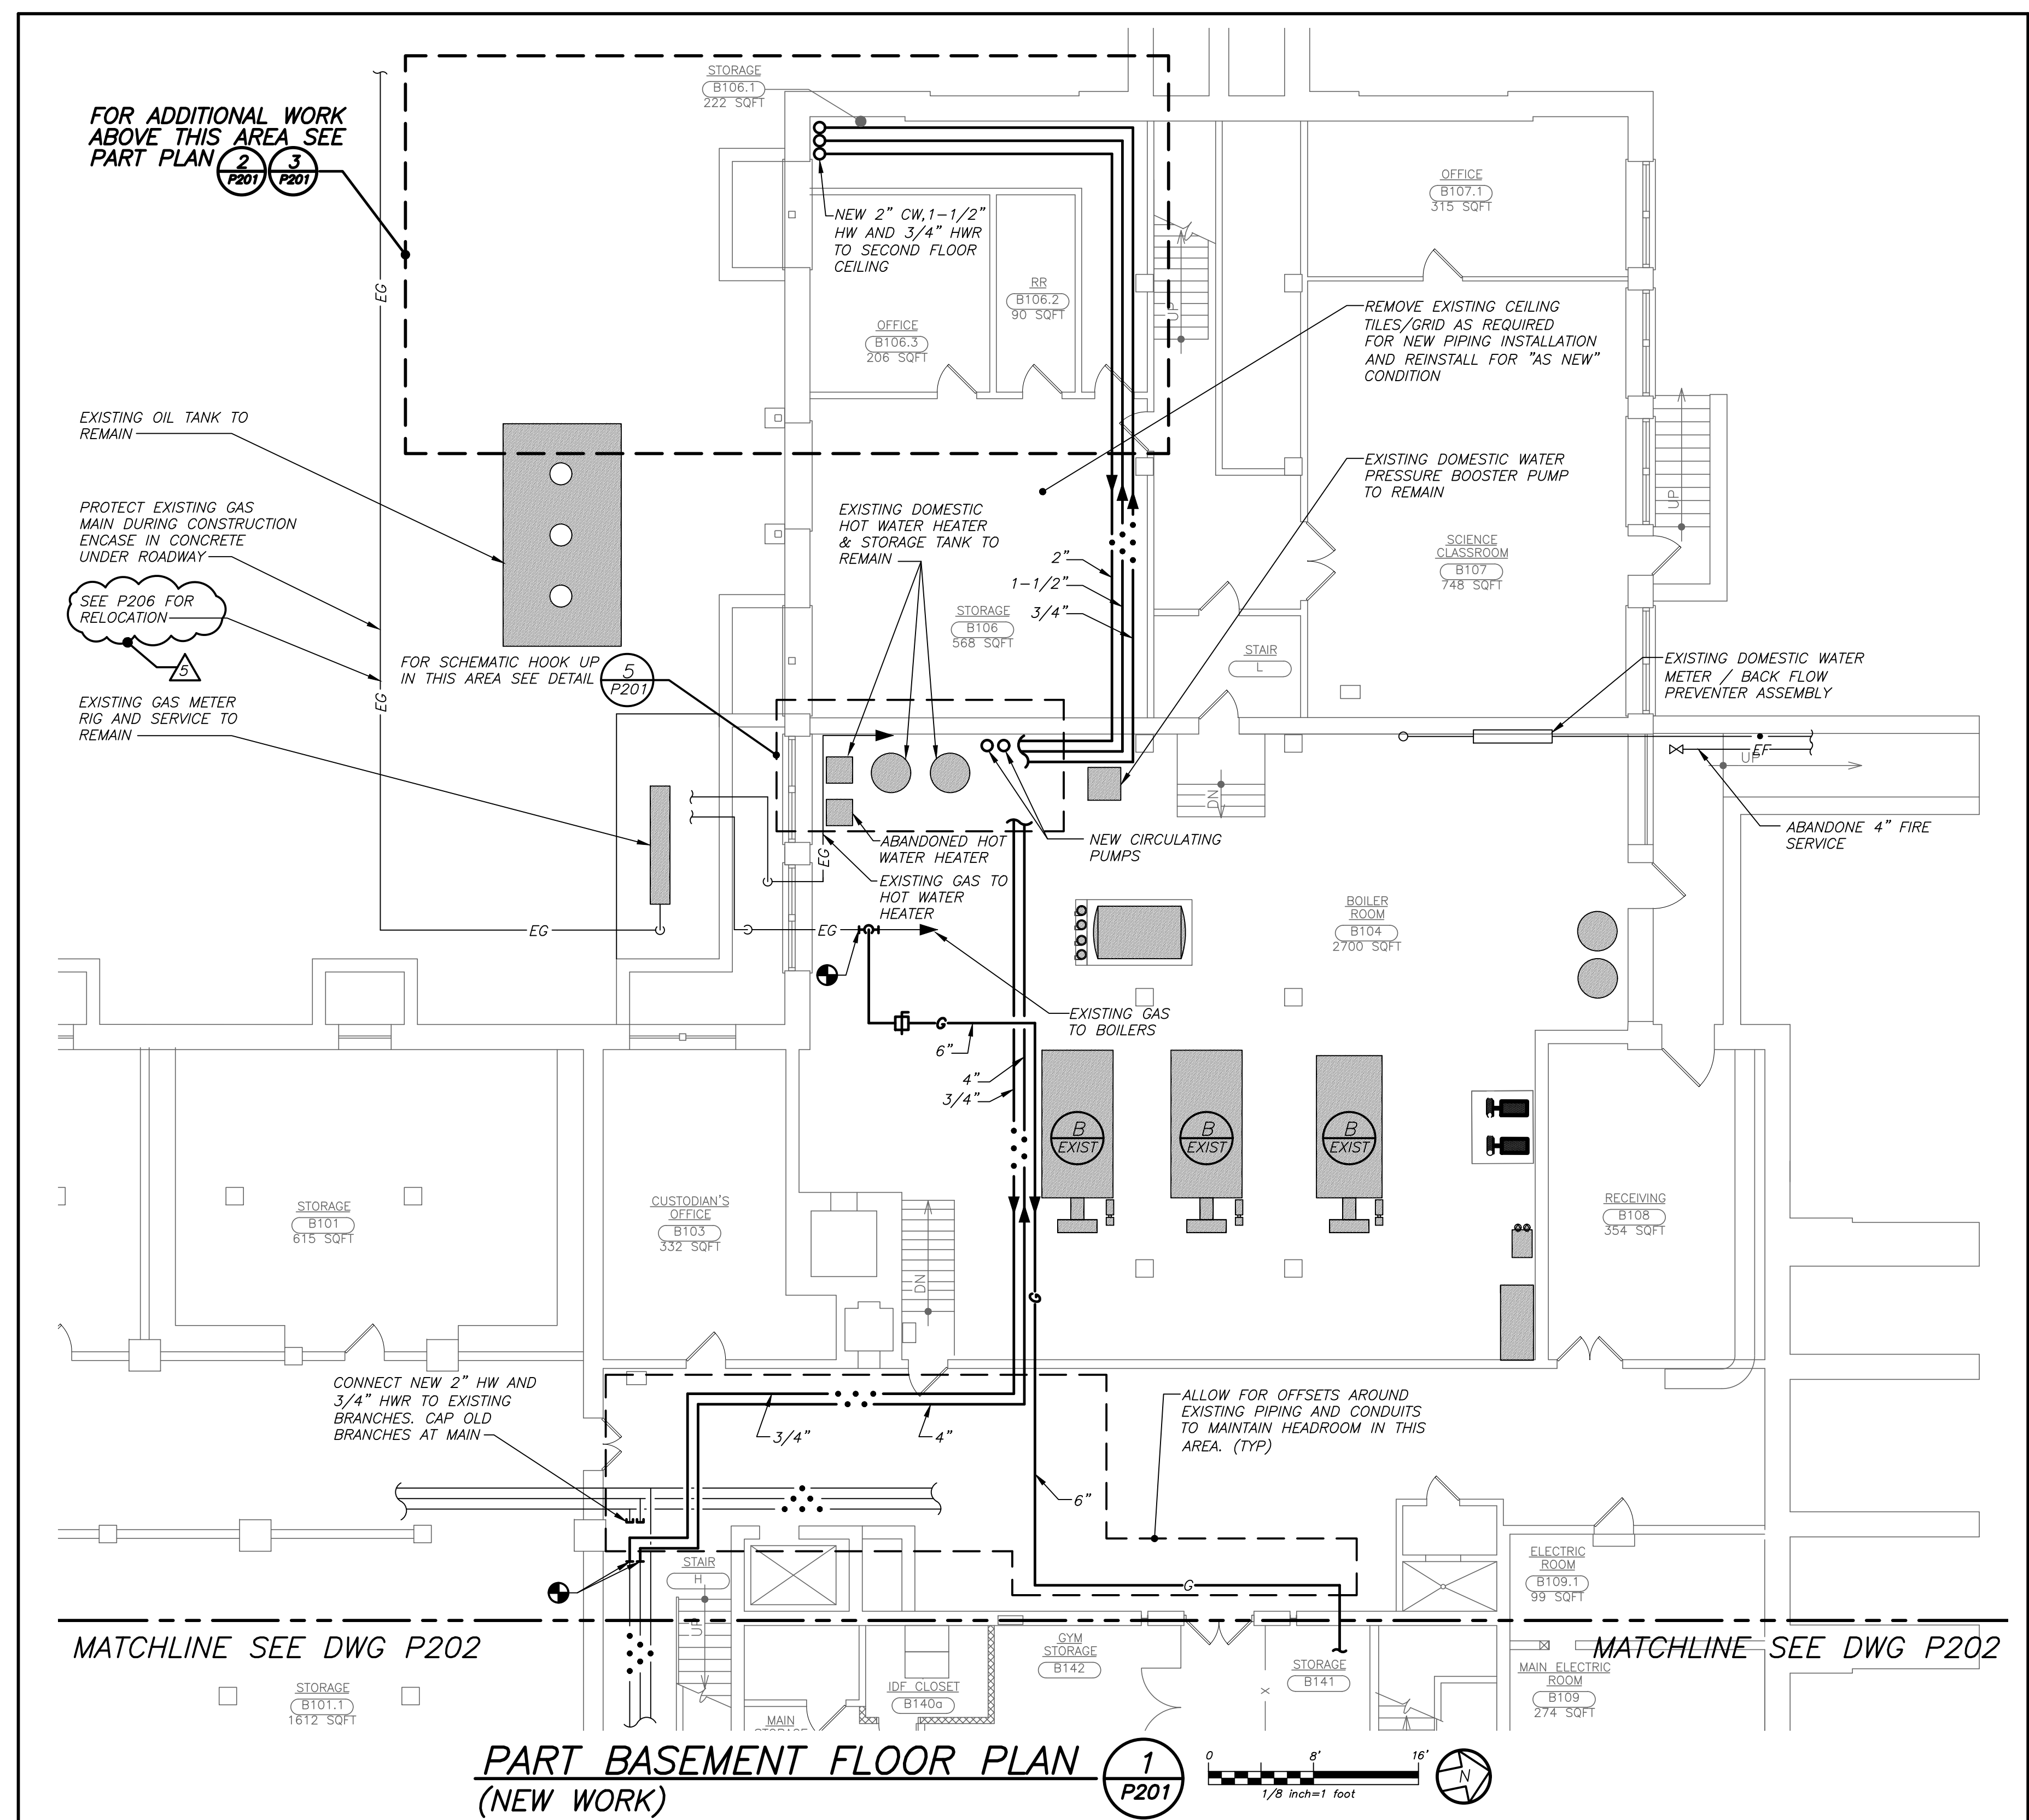 STORAGE
B106.1
222 SQFT
FOR ADDITIONAL WORK
ABOVE THIS AREA SEE
PART PLAN
2
P201
3
P201
EG
NEW 2" CW,1-1/2"
HW AND 3/4" HWR
TO SECOND FLOOR
CEILING
OFFICE
B107.1
315 SQFT
RR
B106.2
90 SQFT
UP
OFFICE
B106.3
206 SQFT
REMOVE EXISTING CEILING
TILES/GRID AS REQUIRED
FOR NEW PIPING INSTALLATION
AND REINSTALL FOR "AS NEW"
CONDITION
EXISTING OIL TANK TO
REMAIN
EXISTING DOMESTIC WATER
PRESSURE BOOSTER PUMP
TO REMAIN
UP
PROTECT EXISTING GAS
MAIN DURING CONSTRUCTION
ENCASE IN CONCRETE
UNDER ROADWAY
EXISTING DOMESTIC
HOT WATER HEATER
& STORAGE TANK TO
REMAIN
2"
1-1/2"
3/4"
SCIENCE
CLASSROOM
B107
748 SQFT
SEE P206 FOR
RELOCATION
5
STORAGE
B106
568 SQFT
STAIR
L
FOR SCHEMATIC HOOK UP
IN THIS AREA SEE DETAIL
5
P201
EXISTING DOMESTIC WATER
METER / BACK FLOW
PREVENTER ASSEMBLY
EXISTING GAS METER
RIG AND SERVICE TO
REMAIN
EG
EF
UP
DN
ABANDONED HOT
WATER HEATER
EG
NEW CIRCULATING
PUMPS
ABANDONE 4" FIRE
SERVICE
EXISTING GAS TO
HOT WATER
HEATER
BOILER
ROOM
B104
2700 SQFT
EG
EG
EXISTING GAS
TO BOILERS
G
6"
4"
3/4"
B
EXIST
B
EXIST
B
EXIST
STORAGE
B101
615 SQFT
CUSTODIAN'S
OFFICE
B103
332 SQFT
RECEIVING
B108
354 SQFT
DN
G
CONNECT NEW 2" HW AND
3/4" HWR TO EXISTING
BRANCHES. CAP OLD
BRANCHES AT MAIN
3/4"
4"
ALLOW FOR OFFSETS AROUND
EXISTING PIPING AND CONDUITS
TO MAINTAIN HEADROOM IN THIS
AREA. (TYP)
6"
STAIR
H
UP
G
ELECTRIC
ROOM
B109.1
99 SQFT
MATCHLINE SEE DWG P202
MATCHLINE SEE DWG P202
GYM
STORAGE
B142
STORAGE
B141
X
MAIN ELECTRIC
ROOM
B109
274 SQFT
STORAGE
B101.1
1612 SQFT
IDF CLOSET
B140a
MAIN
PART BASEMENT FLOOR PLAN
(NEW WORK)
1
P201
0 8' 16'
1/8 inch=1 foot
N